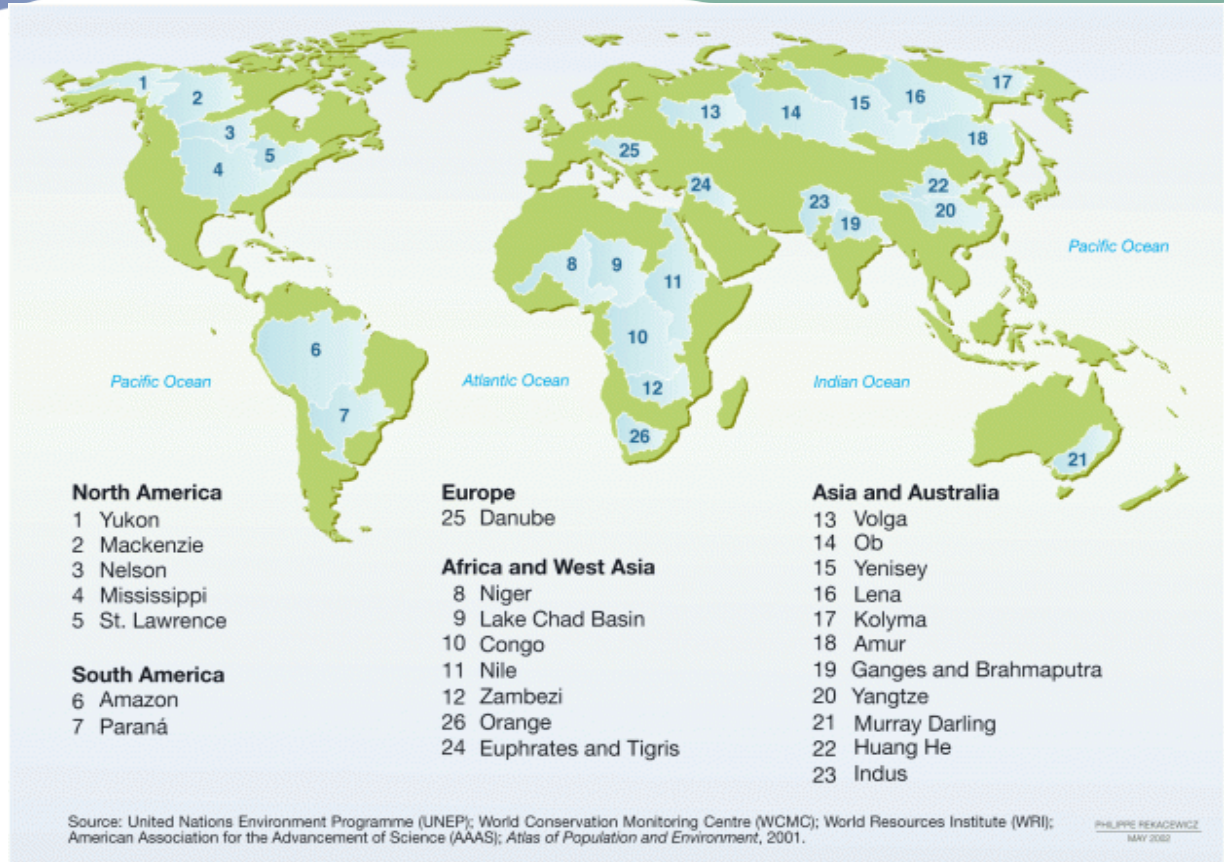 1
2
3
4
5
6
7
8
9
10
11
12
26
13
14
15
16
17
18
25
24
23
19
22
20
21
Pacific Ocean
Pacific Ocean
Atlantic Ocean
Indian Ocean
North America
1 Yukon
2 Mackenzie
3 Nelson
4 Mississippi
5 St. Lawrence
South America
6 Amazon
7 Paraná
Europe
25 Danube
Africa and West Asia
8 Niger
9 Lake Chad Basin
10 Congo
11 Nile
12 Zambezi
26 Orange
24 Euphrates and Tigris
Asia and Australia
13 Volga
14 Ob
15 Yenisey
16 Lena
17 Kolyma
18 Amur
19 Ganges and Brahmaputra
20 Yangtze
21 Murray Darling
22 Huang He
23 Indus
Source: United Nations Environment Programme (UNEP); World Conservation Monitoring Centre (WCMC); World Resources Institute (WRI);
American Association for the Advancement of Science (AAAS); Atlas of Population and Environment, 2001.
PHILIPPE REKACEWICZ
MAY 2002